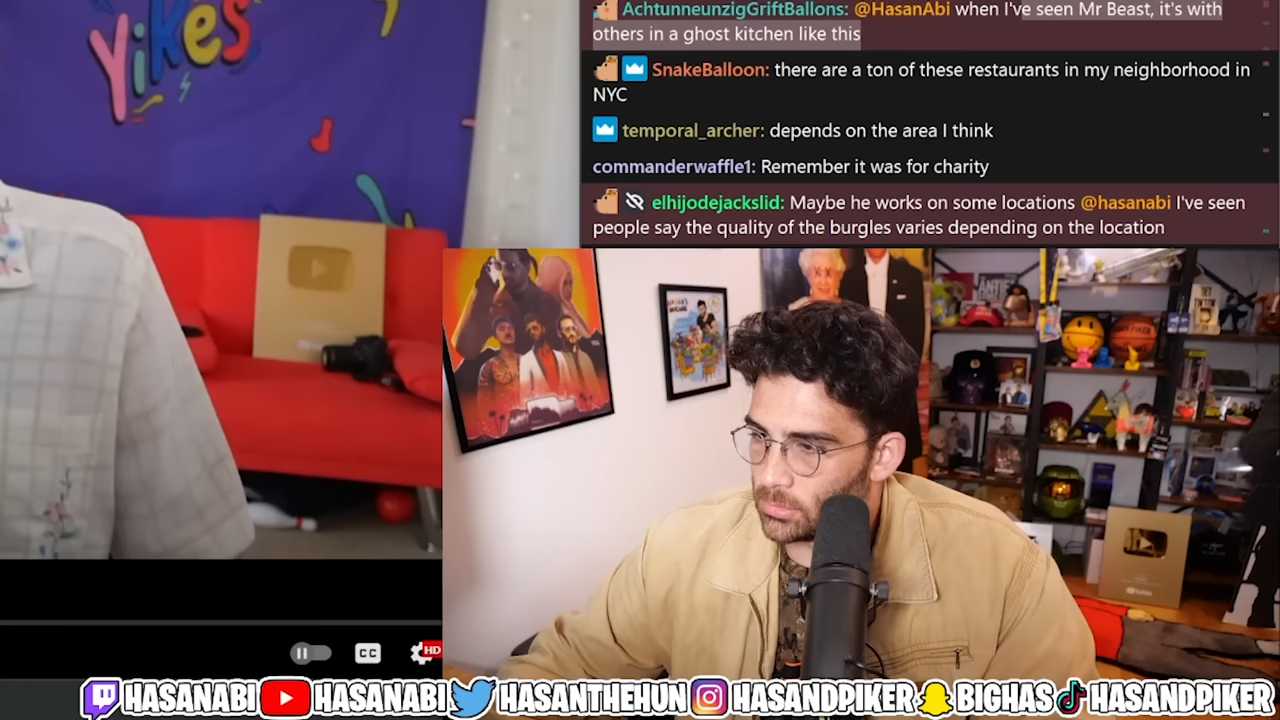 Yikes
AchtunneunzigGriftBallons: @HasanAbi when I've seen Mr Beast, it's with
others in a ghost kitchen like this
SnakeBalloon: there are a ton of these restaurants in my neighborhood in
NYC
temporal_archer: depends on the area I think
commanderwaffle1: Remember it was for charity
elhijodejackslid: Maybe he works on some locations @hasanabi I've seen
people say the quality of the burgles varies depending on the location
CC
HD
HASANABI HASANABI HASANTHEHUN HASANDPIKER BIGHAS HASANDPIKER